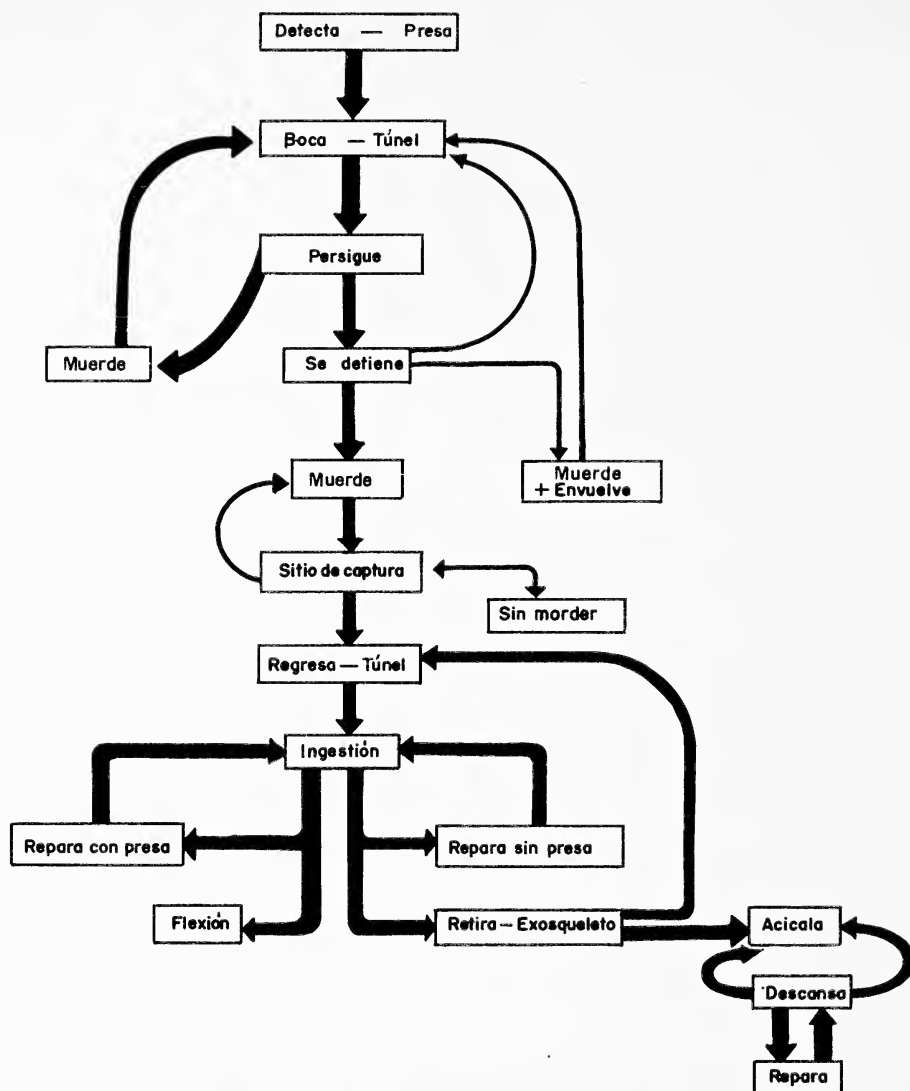 Detecta — Presa
Boca — Túnel
Persigue
Muerde
Se detiene
Muerde
Muerde
+ Envuelve
Sitio de captura
Sin morder
Regresa — Túnel
Ingestión
Repara con presa
Repara sin presa
Flexión
Retira — Exosqueleto
Acicala
Descansa
Repara